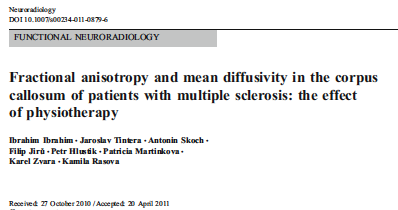 Neuroradiology
DOI 10.1007/s00234-011-0879-6
FUNCTIONAL NEURORADIOLOGY
Fractional anisotropy and mean diffusivity in the corpus
callosum of patients with multiple sclerosis: the effect
of physiotherapy
Ibrahim Ibrahim • Jaroslav Tintera • Antonin Skoch •
Filip Jirů • Petr Hlustik • Patricia Martinkova •
Karel Zvara • Kamila Rasova
Received: 27 October 2010 / Accepted: 20 April 2011